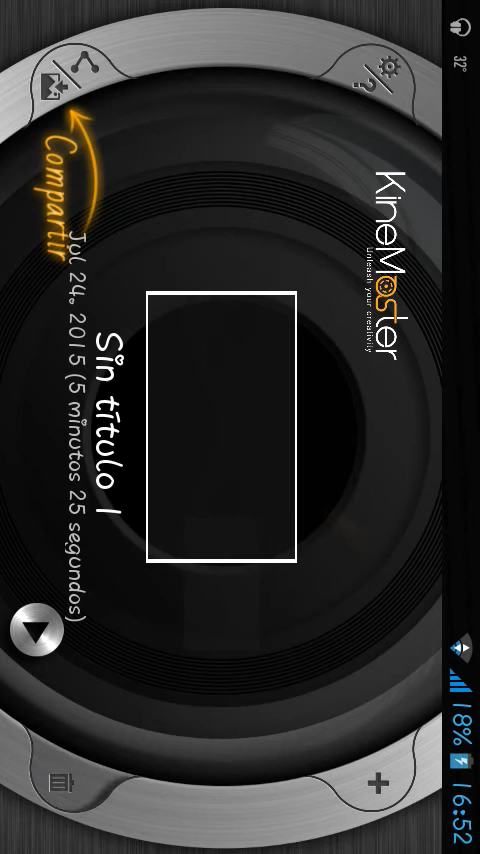 32° 18% 16:52
KineMaster
Unleash your creativity
?
Sin título 1
Jul 24, 2015 (5 minutos 25 segundos)
Compartir